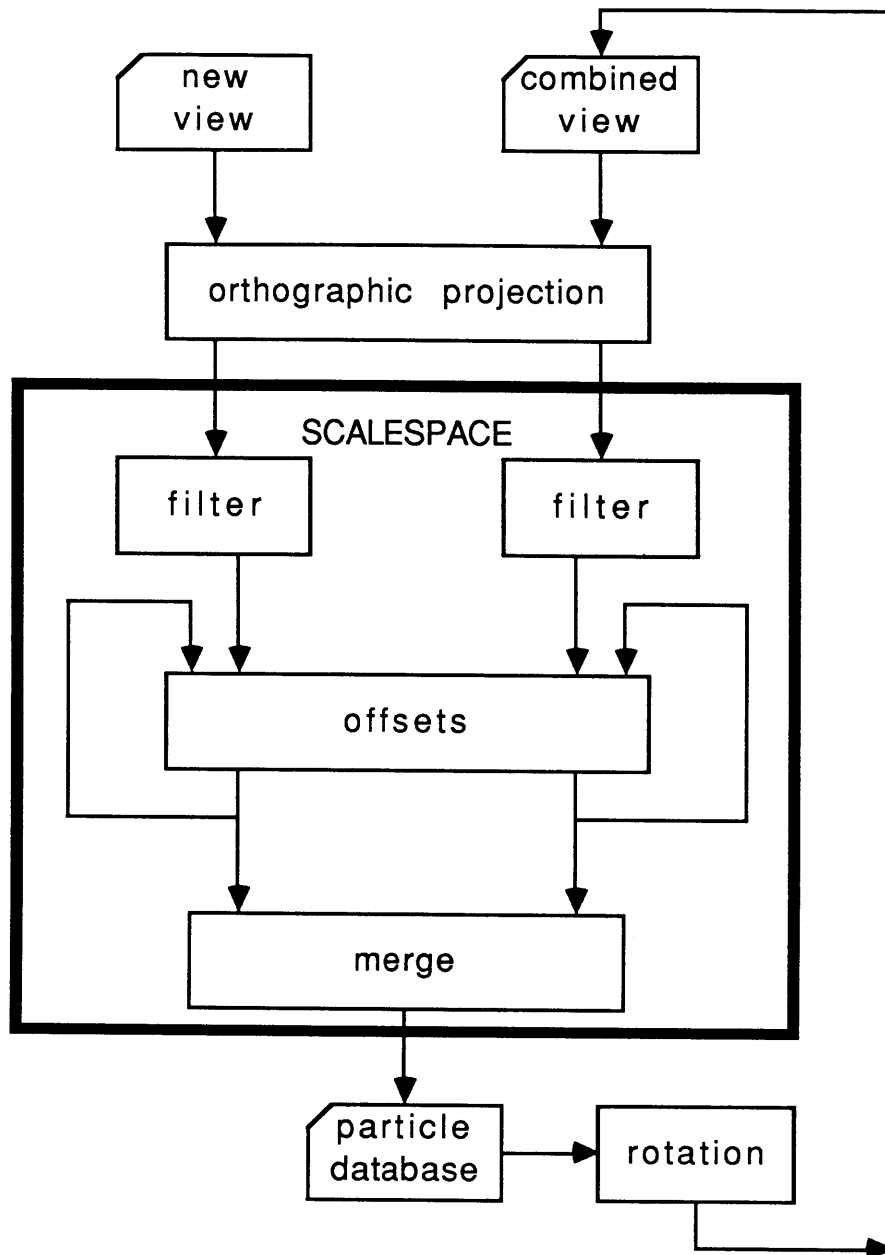 new
view
combined
view
orthographic projection
SCALESPACE
filter
filter
offsets
merge
particle
database
rotation